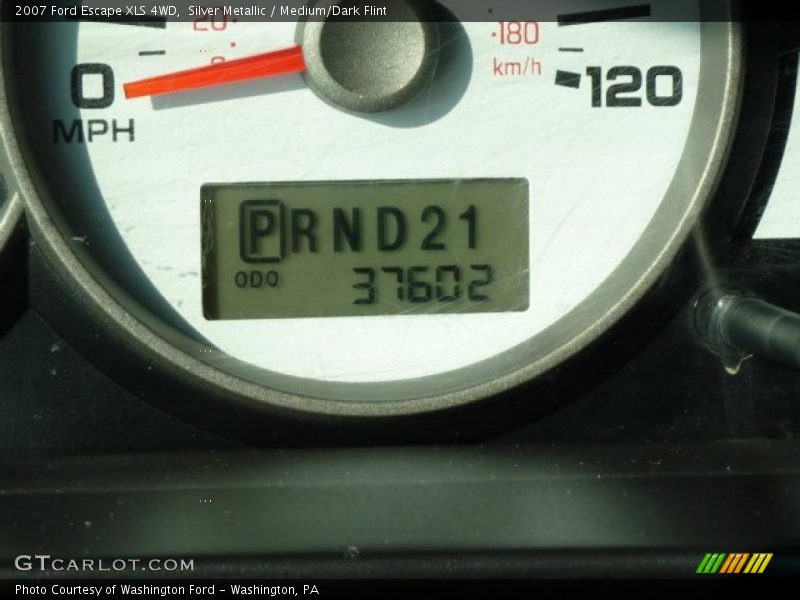 2007 Ford Escape XLS 4WD, Silver Metallic / Medium/Dark Flint
20
180
0
km/h
0
120
MPH
PRND21
ODO 37602
GTCARLOT.COM
Photo Courtesy of Washington Ford - Washington, PA